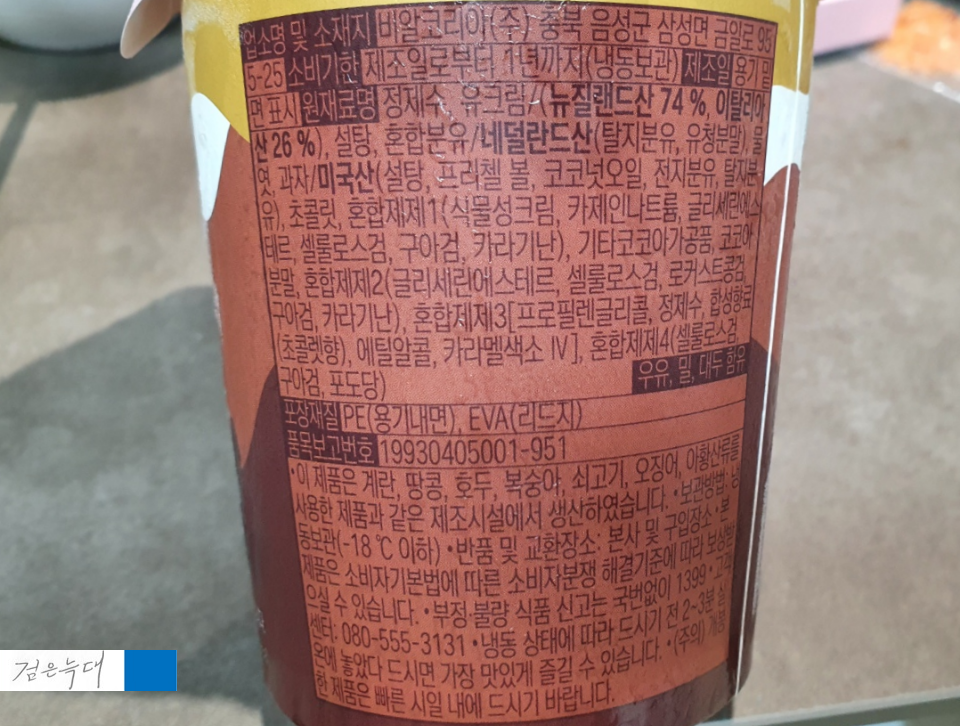 업소명 및 소재지 바왈코리아(주) 충북 음성군 삼성면 금일로 95
5-25 소비기한 제조일로부터 1년까지(냉동보관) 제조일 용기 밑
면 표시 원재료명 정제수, 유크림/(뉴질랜드산 74 %, 이탈리아
산 26 %), 설탕, 혼합분유/네덜란드산(탈지분유, 유청분말), 물
엿, 과자/미국산(설탕, 프레첼 볼, 코코넛오일, 전지분유, 탈지분
유), 초콜릿, 혼합제제1(식물성크림, 카제인나트륨, 글리세린에스
테르, 셀룰로스검, 구아검, 카라기난), 기타코코아가공품, 코코아
분말, 혼합제제2(글리세린에스테르, 셀룰로스검, 로커스트콩검,
구아검, 카라기난), 혼합제제3[프로필렌글리콜, 정제수, 합성향료
(초콜렛향), 에틸알콜, 카라멜색소 IV], 혼합제제4(셀룰로스검,
구아검, 포도당)
우유, 밀, 대두 함유
포장재질 PE(용기내면), EVA(리드지)
품목보고번호 19930405001-951
•이 제품은 계란, 땅콩, 호두, 복숭아, 쇠고기, 오징어, 아황산류를
사용한 제품과 같은 제조시설에서 생산하였습니다. •보관방법: 냉
동보관(-18 ℃ 이하) •반품 및 교환장소: 본사 및 구입장소 •본
제품은 소비자기본법에 따른 소비자분쟁 해결기준에 따라 보상받
으실 수 있습니다. •부정·불량 식품 신고는 국번없이 1399 •고객
센터: 080-555-3131 •냉동 상태에 따라 드시기 전 2~3분 실
온에 놓았다 드시면 가장 맛있게 즐길 수 있습니다. •(주의) 개봉
한 제품은 빠른 시일 내에 드시기 바랍니다.
검은늑대